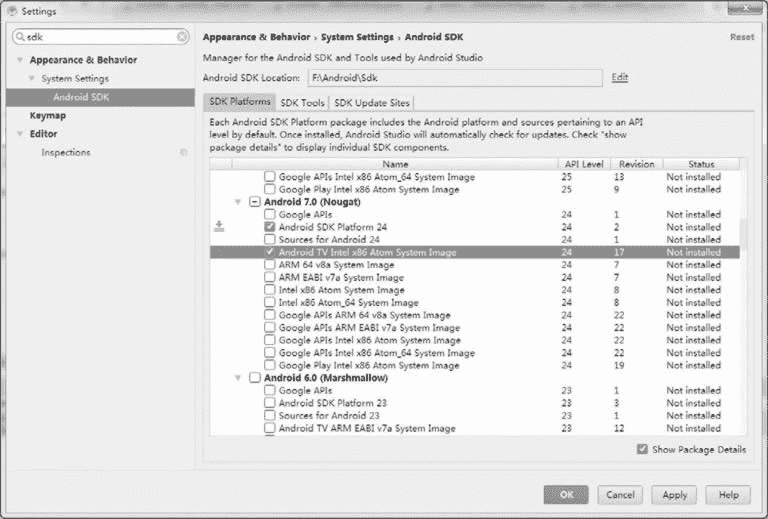 Settings
sdk
Appearance & Behavior
System Settings
Android SDK
Keymap
Editor
Inspections
Appearance & Behavior › System Settings › Android SDK
Reset
Manager for the Android SDK and Tools used by Android Studio
Android SDK Location: F:\Android\Sdk Edit
SDK Platforms SDK Tools SDK Update Sites
Each Android SDK Platform package includes the Android platform and sources pertaining to an API
level by default. Once installed, Android Studio will automatically check for updates. Check "show
package details" to display individual SDK components.
Name API Level Revision Status
Google APIs Intel x86 Atom_64 System Image 25 13 Not installed
Google Play Intel x86 Atom System Image 25 9 Not installed
Android 7.0 (Nougat)
Google APIs 24 1 Not installed
Android SDK Platform 24 24 2 Not installed
Sources for Android 24 24 1 Not installed
Android TV Intel x86 Atom System Image 24 17 Not installed
ARM 64 v8a System Image 24 7 Not installed
ARM EABI v7a System Image 24 7 Not installed
Intel x86 Atom System Image 24 8 Not installed
Intel x86 Atom_64 System Image 24 8 Not installed
Google APIs ARM 64 v8a System Image 24 22 Not installed
Google APIs ARM EABI v7a System Image 24 22 Not installed
Google APIs Intel x86 Atom System Image 24 22 Not installed
Google APIs Intel x86 Atom_64 System Image 24 22 Not installed
Google Play Intel x86 Atom System Image 24 19 Not installed
Android 6.0 (Marshmallow)
Google APIs 23 1 Not installed
Android SDK Platform 23 23 3 Not installed
Sources for Android 23 23 1 Not installed
Android TV ARM EABI v7a System Image 23 12 Not installed
Show Package Details
OK Cancel Apply Help